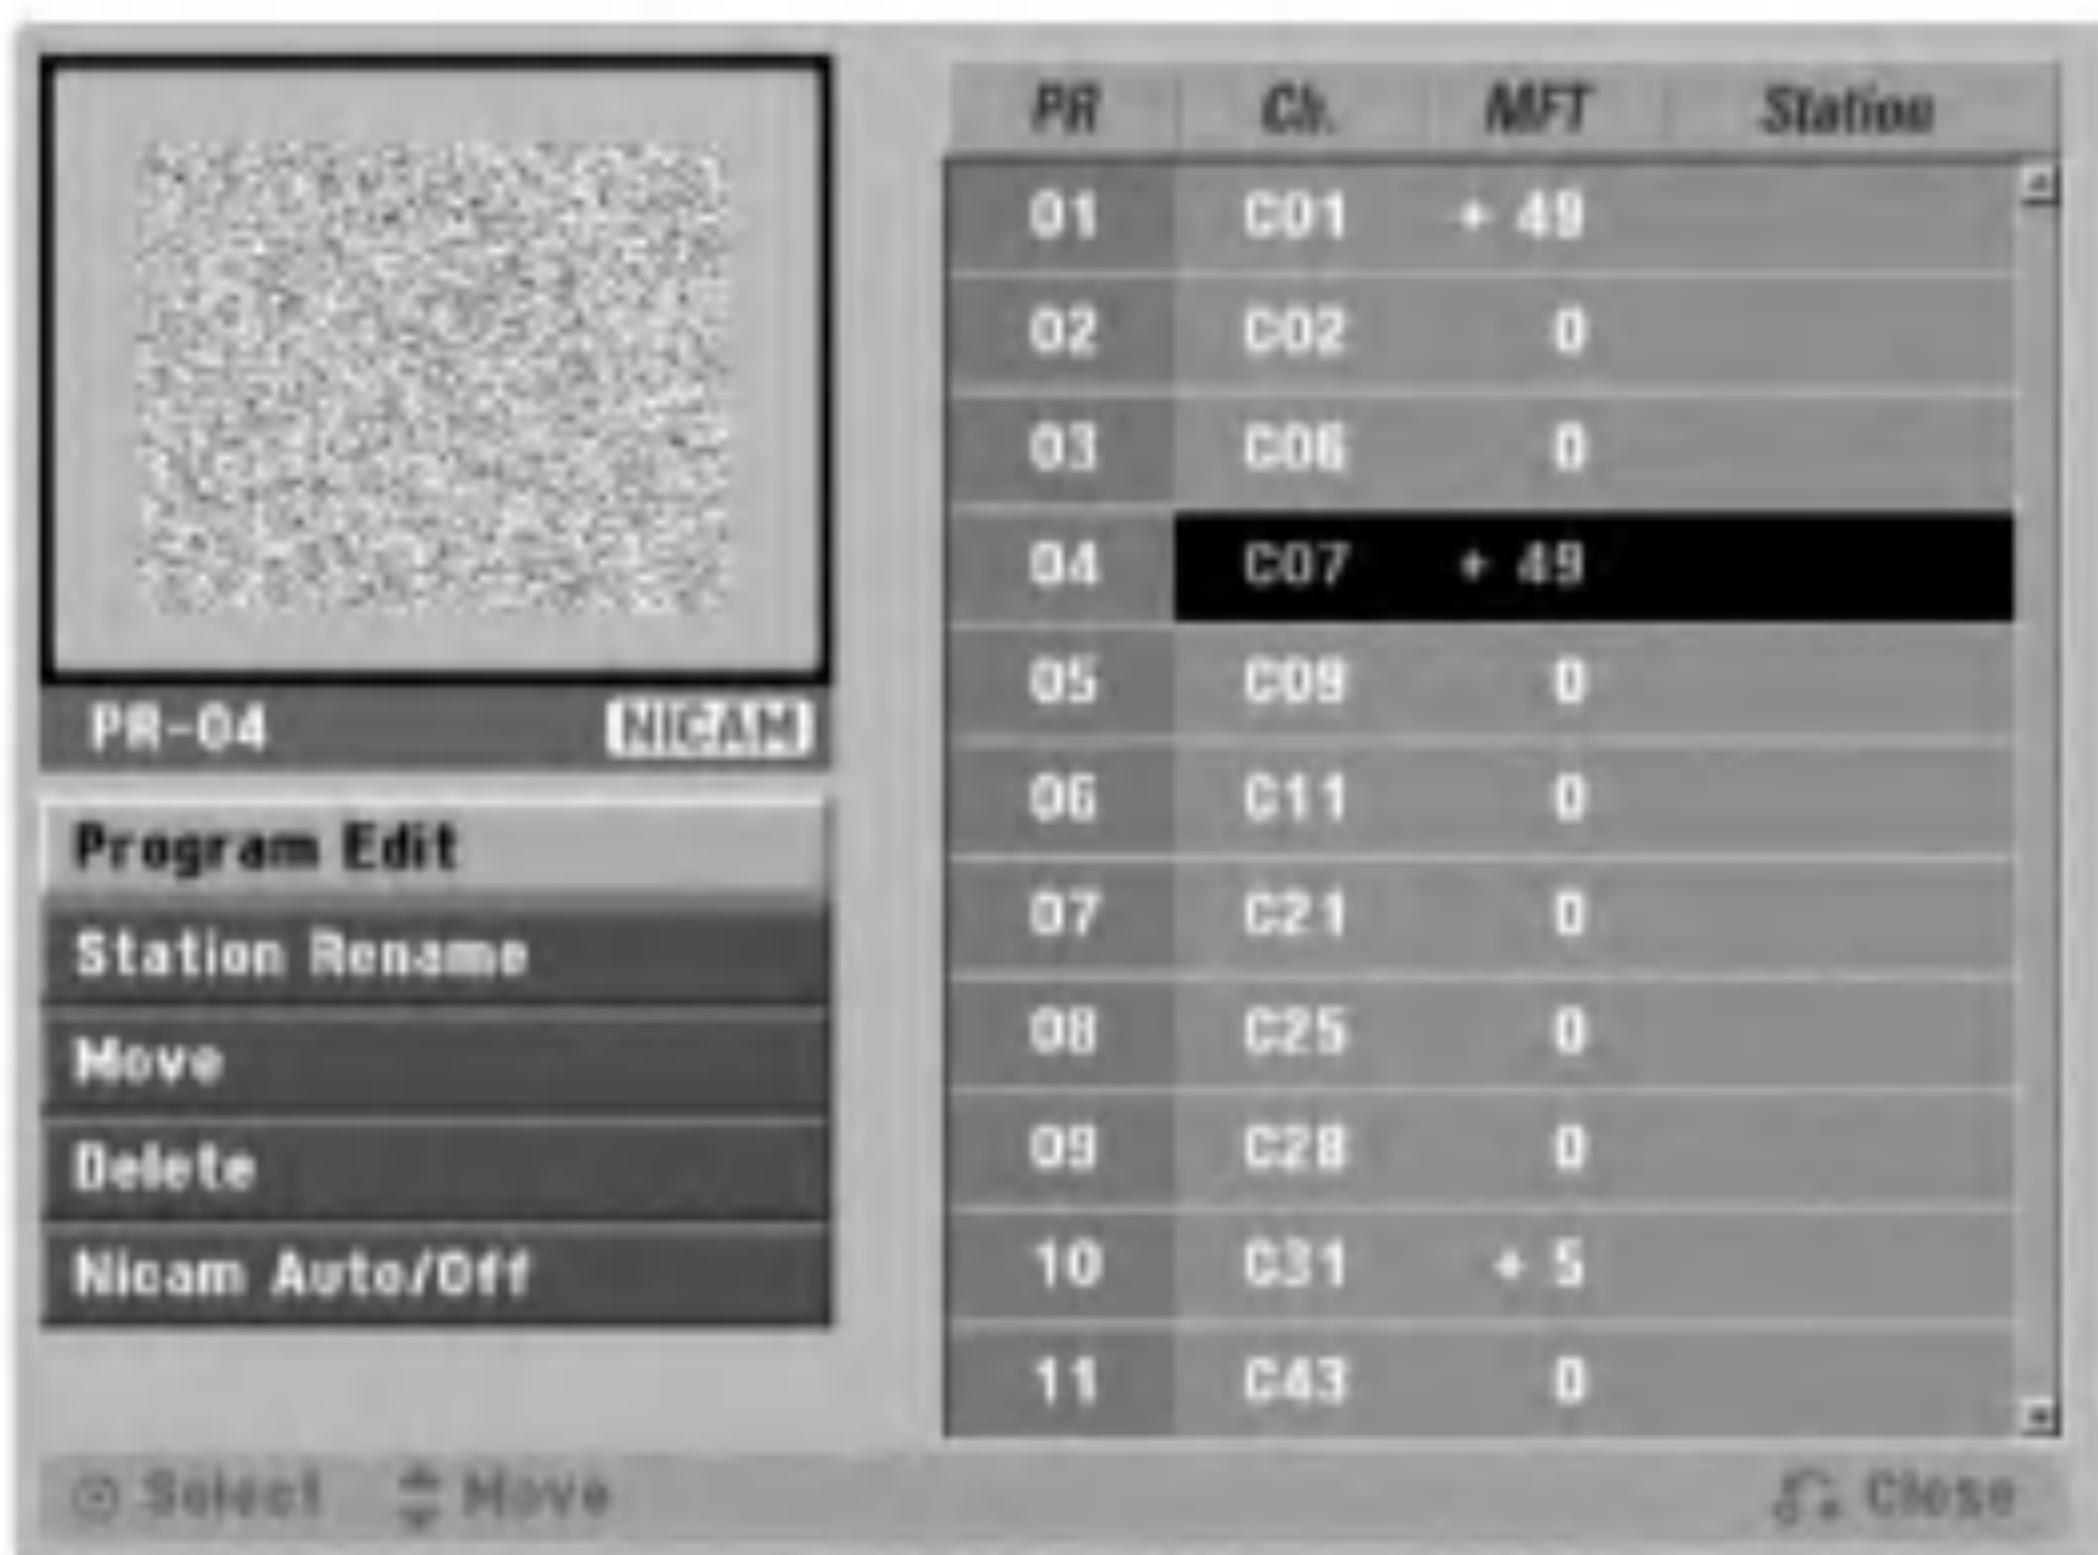 PR-04 NICAM
Program Edit
Station Rename
Move
Delete
Nicam Auto/Off
PR Ch. MFT Station
01 C01 + 49
02 C02 0
03 C06 0
04 C07 + 49
05 C09 0
06 C11 0
07 C21 0
08 C25 0
09 C28 0
10 C31 + 5
11 C43 0
Select Move Close